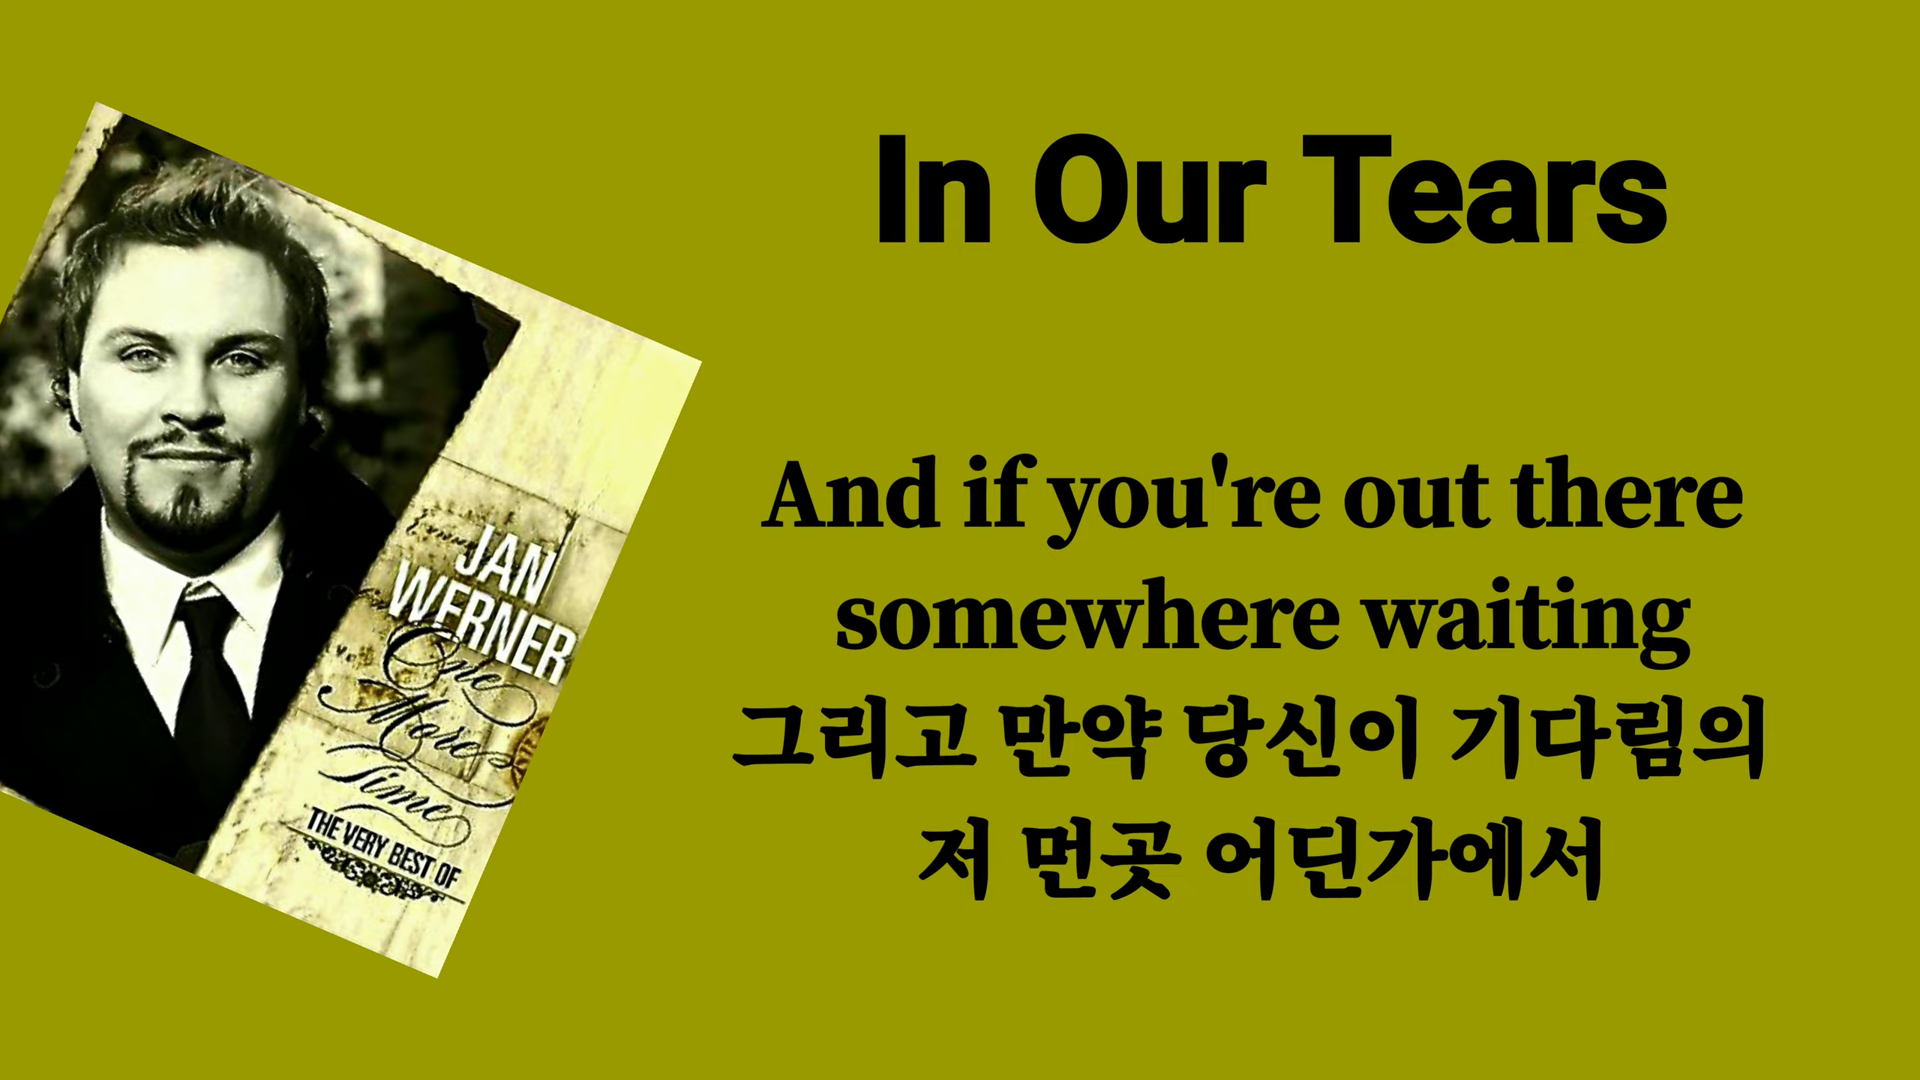 In Our Tears
And if you're out there
somewhere waiting
그리고 만약 당신이 기다림의
저 먼곳 어딘가에서
JAN
WERNER
One
More
Time
THE VERY BEST OF